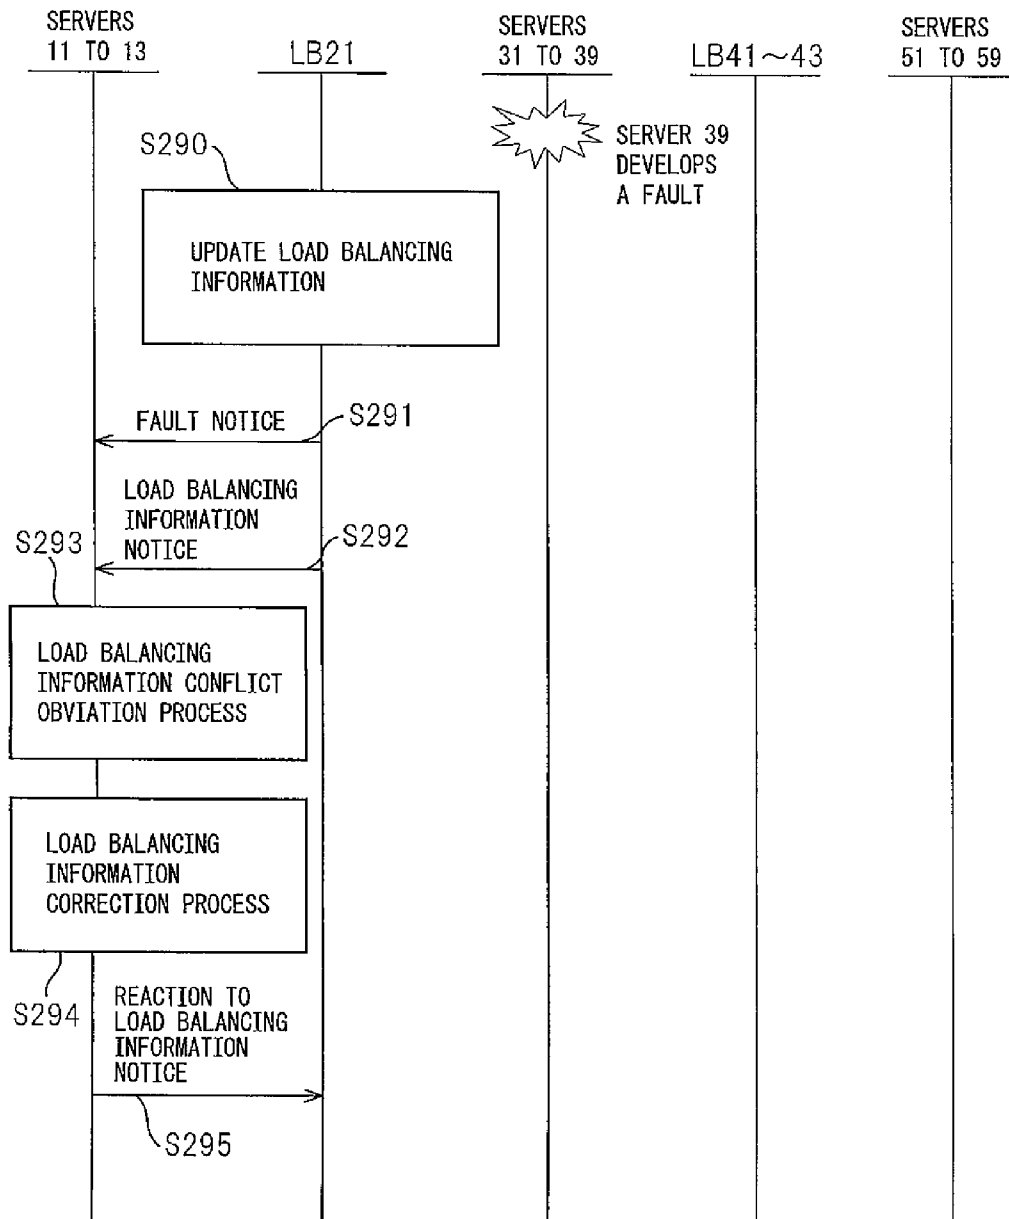 SERVERS
11 TO 13
LB21
SERVERS
31 TO 39
LB41～43
SERVERS
51 TO 59
SERVER 39
DEVELOPS
A FAULT
S290
UPDATE LOAD BALANCING
INFORMATION
FAULT NOTICE
S291
LOAD BALANCING
INFORMATION
NOTICE
S292
S293
LOAD BALANCING
INFORMATION CONFLICT
OBVIATION PROCESS
LOAD BALANCING
INFORMATION
CORRECTION PROCESS
S294
REACTION TO
LOAD BALANCING
INFORMATION
NOTICE
S295